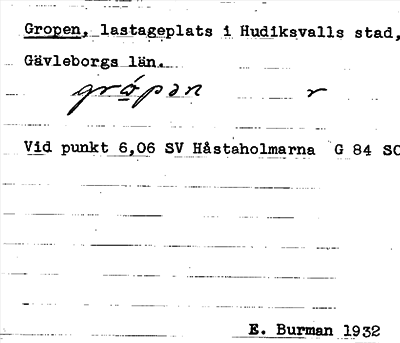 Gropen, lastageplats i Hudiksvalls stad,
Gävleborgs län.
grópən r
Vid punkt 6,06 SV Håstaholmarna G 84 SO
E. Burman 1932